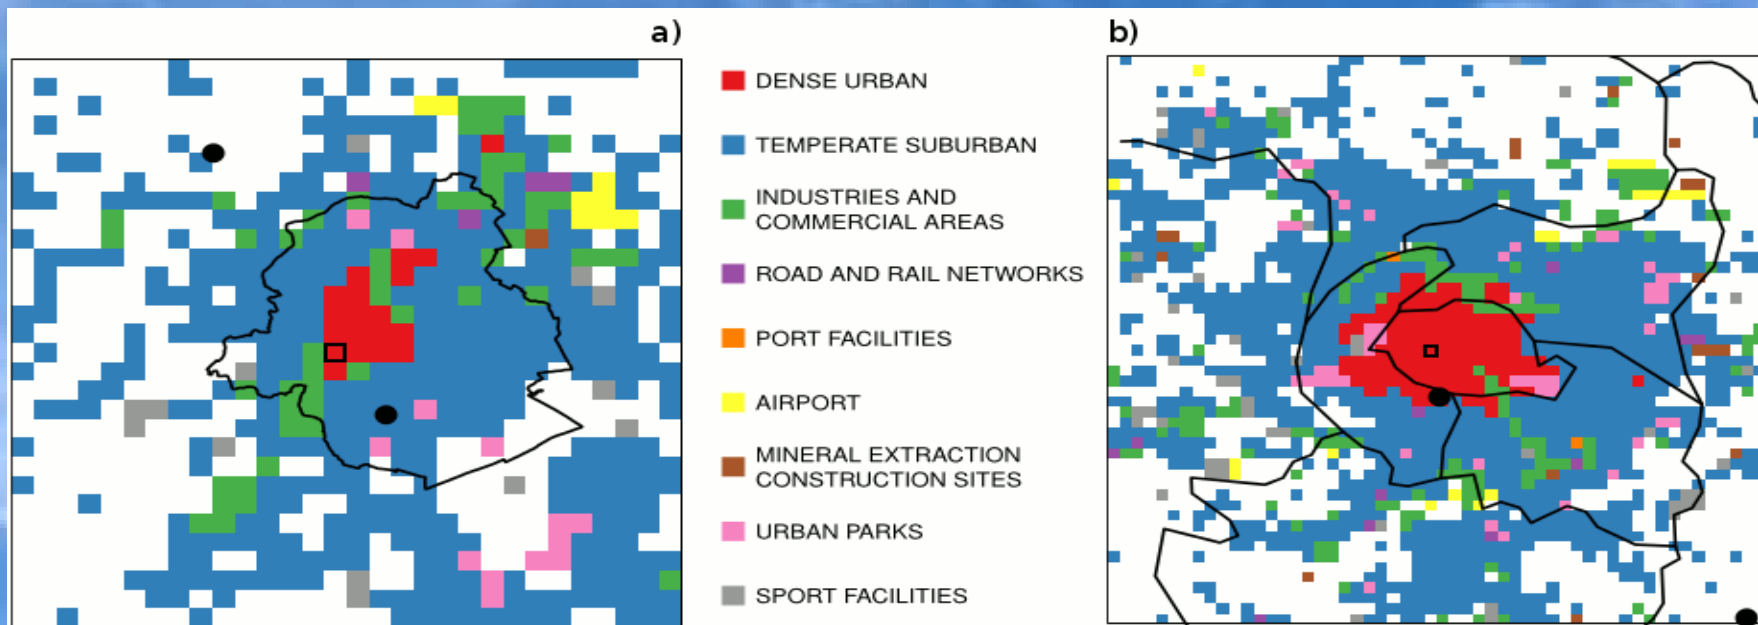 a)
b)
DENSE URBAN
TEMPERATE SUBURBAN
INDUSTRIES AND
COMMERCIAL AREAS
ROAD AND RAIL NETWORKS
PORT FACILITIES
AIRPORT
MINERAL EXTRACTION
CONSTRUCTION SITES
URBAN PARKS
SPORT FACILITIES